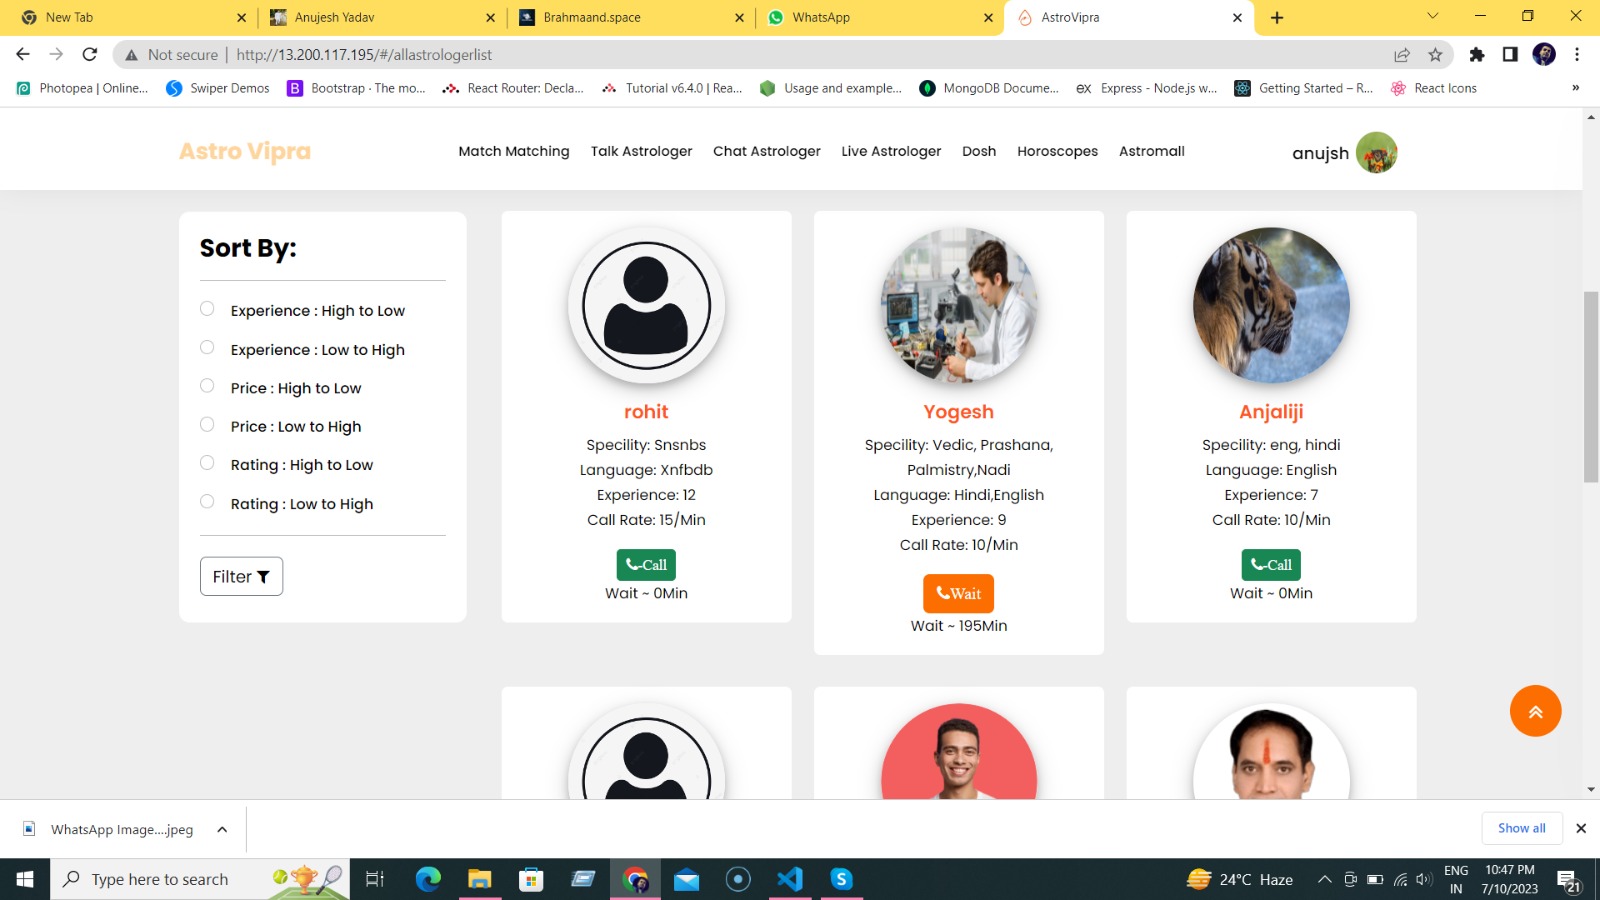 New Tab
Anujesh Yadav
Brahmaand.space
WhatsApp
AstroVipra
Not secure | http://13.200.117.195/#/allastrologerlist
Photopea | Online...
Swiper Demos
B Bootstrap · The mo...
React Router: Decla...
Tutorial v6.4.0 | Rea...
Usage and example...
MongoDB Docume...
ex Express - Node.js w...
Getting Started – R...
React Icons
»
Astro Vipra
Match Matching
Talk Astrologer
Chat Astrologer
Live Astrologer
Dosh
Horoscopes
Astromall
anujsh
Sort By:
Experience : High to Low
Experience : Low to High
Price : High to Low
Price : Low to High
Rating : High to Low
Rating : Low to High
Filter
rohit
Specility: Snsnbs
Language: Xnfbdb
Experience: 12
Call Rate: 15/Min
-Call
Wait ~ 0Min
Yogesh
Specility: Vedic, Prashana,
Palmistry,Nadi
Language: Hindi,English
Experience: 9
Call Rate: 10/Min
Wait
Wait ~ 195Min
Anjaliji
Specility: eng, hindi
Language: English
Experience: 7
Call Rate: 10/Min
-Call
Wait ~ 0Min
WhatsApp Image....jpeg
Show all
Type here to search
S
24°C Haze
ENG
IN
10:47 PM
7/10/2023
21